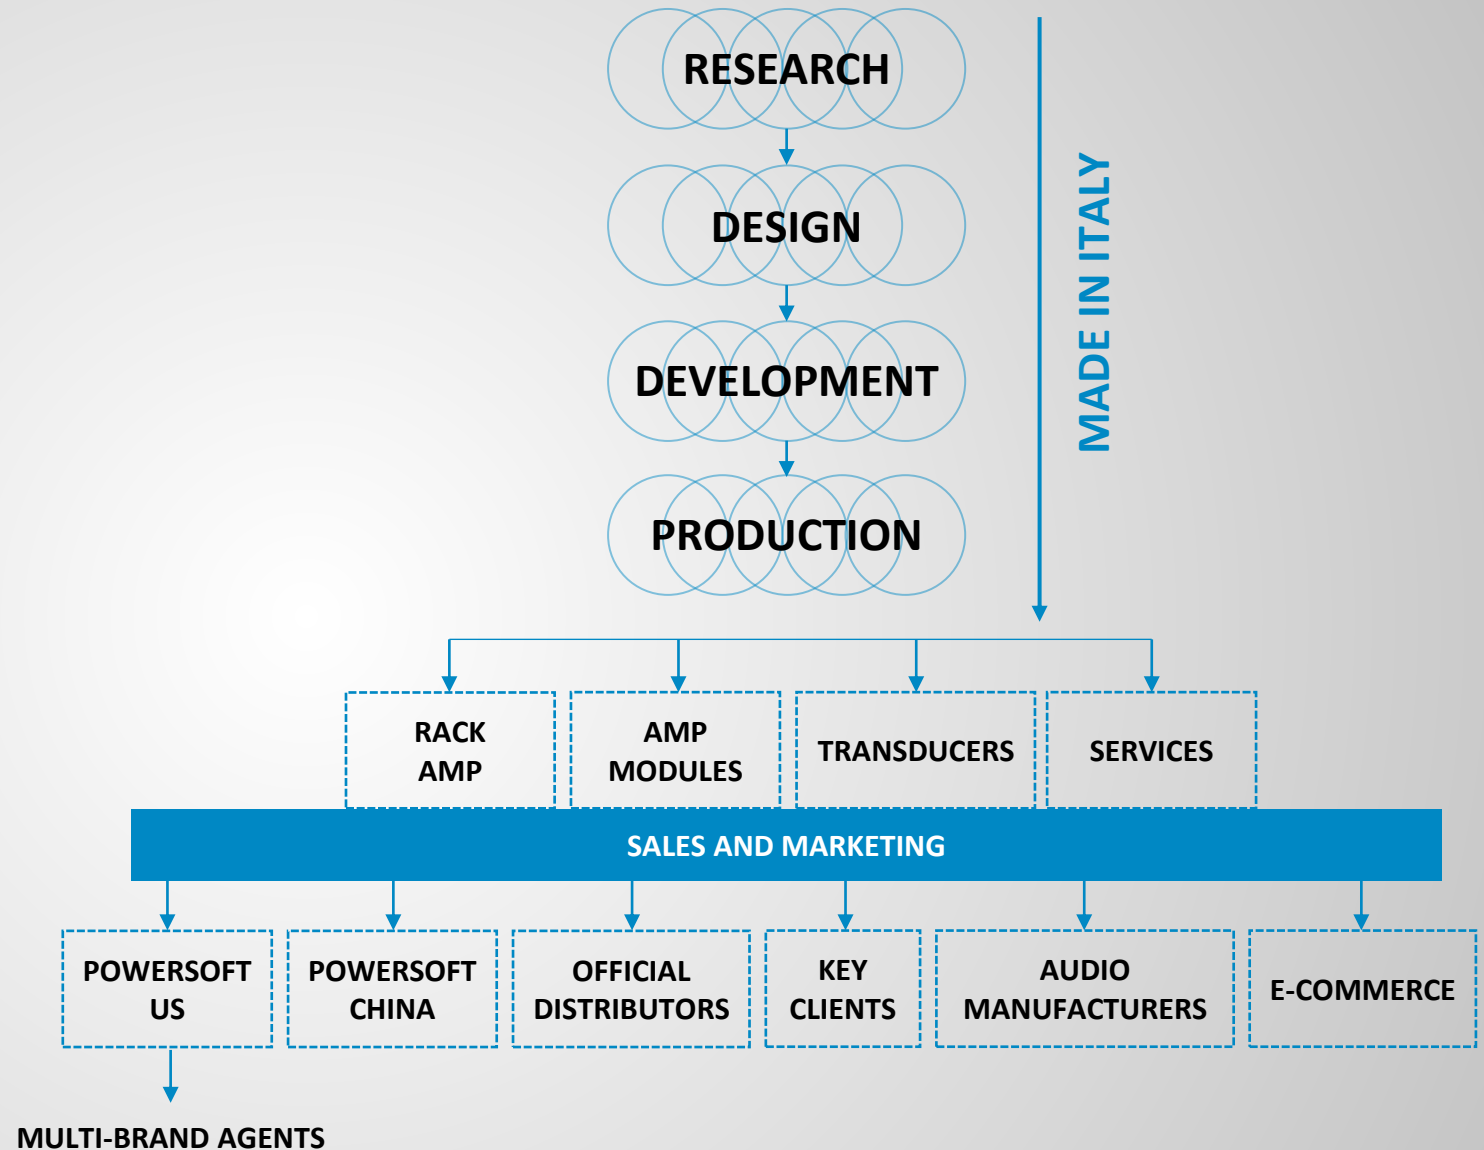 RESEARCH
DESIGN
DEVELOPMENT
PRODUCTION
MADE IN ITALY
RACK
AMP
AMP
MODULES
TRANSDUCERS
SERVICES
SALES AND MARKETING
POWERSOFT
US
POWERSOFT
CHINA
OFFICIAL
DISTRIBUTORS
KEY
CLIENTS
AUDIO
MANUFACTURERS
E-COMMERCE
MULTI-BRAND AGENTS